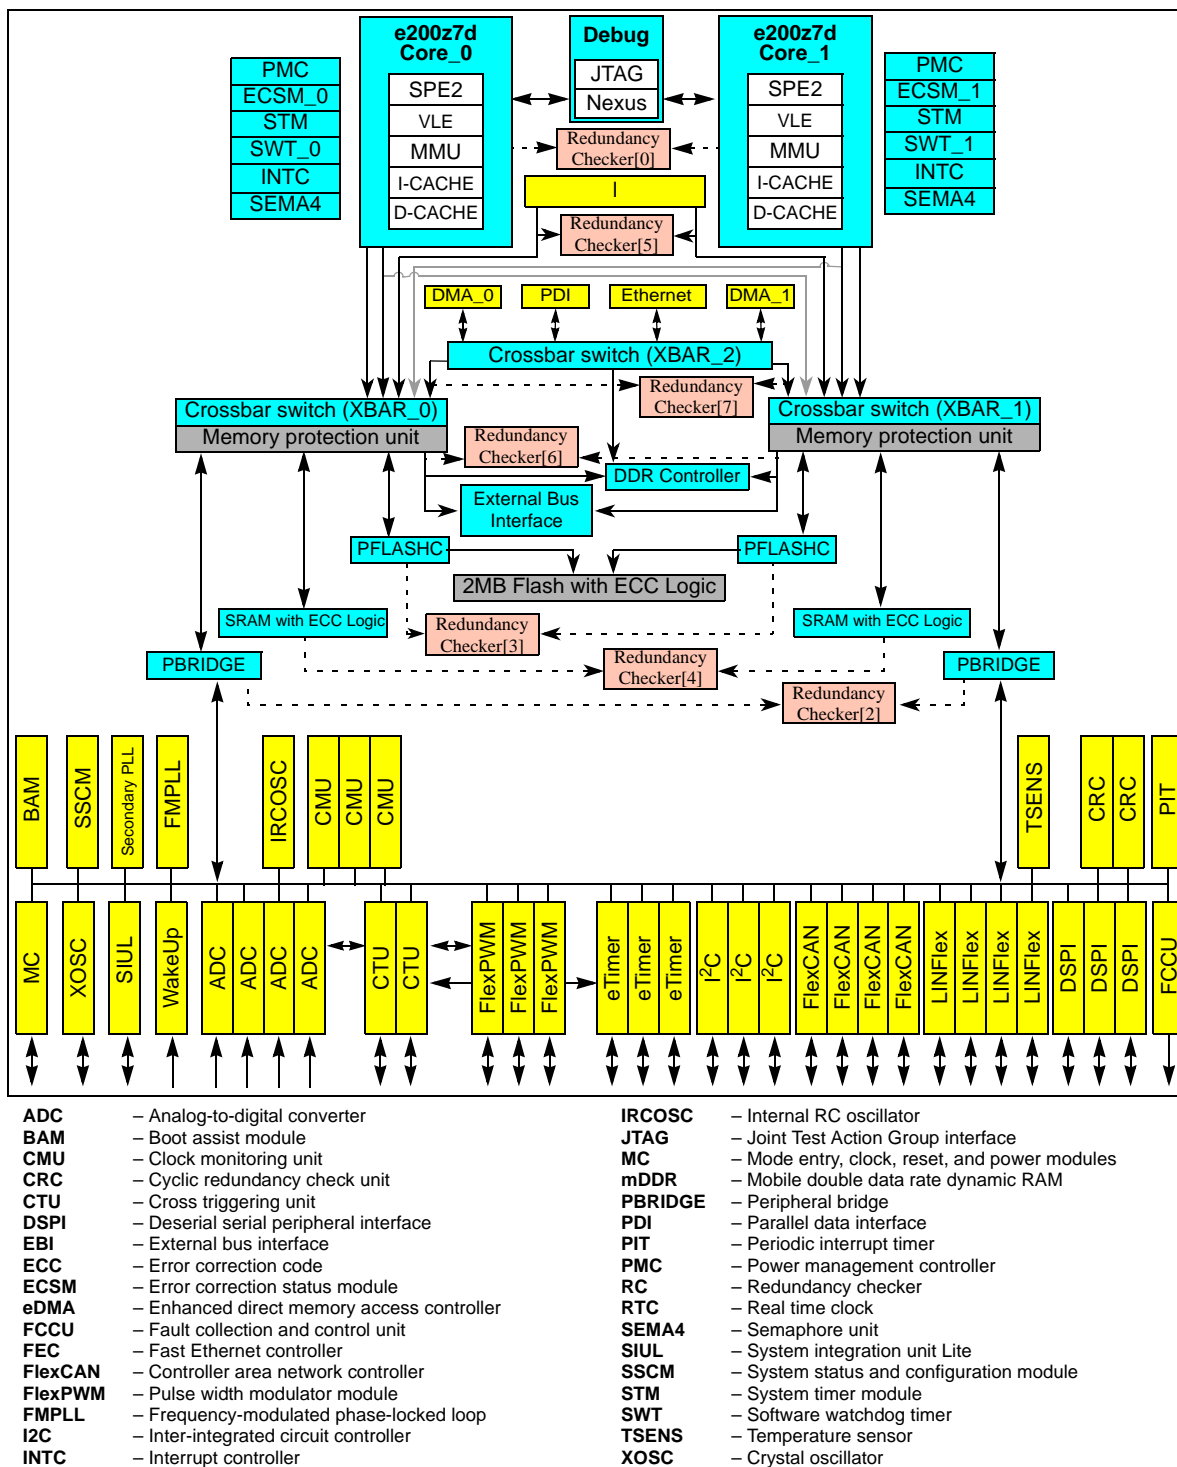 e200z7d
Core_0
SPE2
VLE
MMU
I-CACHE
D-CACHE
Debug
JTAG
Nexus
e200z7d
Core_1
SPE2
VLE
MMU
I-CACHE
D-CACHE
PMC
ECSM_0
STM
SWT_0
INTC
SEMA4
PMC
ECSM_1
STM
SWT_1
INTC
SEMA4
Redundancy
Checker[0]
I
Redundancy
Checker[5]
DMA_0
PDI
Ethernet
DMA_1
Crossbar switch (XBAR_2)
Redundancy
Checker[7]
Crossbar switch (XBAR_0)
Memory protection unit
Crossbar switch (XBAR_1)
Memory protection unit
Redundancy
Checker[6]
DDR Controller
External Bus
Interface
PFLASHC
PFLASHC
2MB Flash with ECC Logic
SRAM with ECC Logic
SRAM with ECC Logic
Redundancy
Checker[3]
PBRIDGE
Redundancy
Checker[4]
PBRIDGE
Redundancy
Checker[2]
BAM
SSCM
Secondary PLL
FMPLL
IRCOSC
CMU
CMU
CMU
TSENS
CRC
CRC
PIT
MC
XOSC
SIUL
WakeUp
ADC
ADC
ADC
ADC
CTU
CTU
FlexPWM
FlexPWM
FlexPWM
eTimer
eTimer
eTimer
I²C
I²C
I²C
FlexCAN
FlexCAN
FlexCAN
FlexCAN
LINFlex
LINFlex
LINFlex
LINFlex
DSPI
DSPI
DSPI
FCCU
ADC – Analog-to-digital converter
BAM – Boot assist module
CMU – Clock monitoring unit
CRC – Cyclic redundancy check unit
CTU – Cross triggering unit
DSPI – Deserial serial peripheral interface
EBI – External bus interface
ECC – Error correction code
ECSM – Error correction status module
eDMA – Enhanced direct memory access controller
FCCU – Fault collection and control unit
FEC – Fast Ethernet controller
FlexCAN – Controller area network controller
FlexPWM – Pulse width modulator module
FMPLL – Frequency-modulated phase-locked loop
I2C – Inter-integrated circuit controller
INTC – Interrupt controller
IRCOSC – Internal RC oscillator
JTAG – Joint Test Action Group interface
MC – Mode entry, clock, reset, and power modules
mDDR – Mobile double data rate dynamic RAM
PBRIDGE – Peripheral bridge
PDI – Parallel data interface
PIT – Periodic interrupt timer
PMC – Power management controller
RC – Redundancy checker
RTC – Real time clock
SEMA4 – Semaphore unit
SIUL – System integration unit Lite
SSCM – System status and configuration module
STM – System timer module
SWT – Software watchdog timer
TSENS – Temperature sensor
XOSC – Crystal oscillator